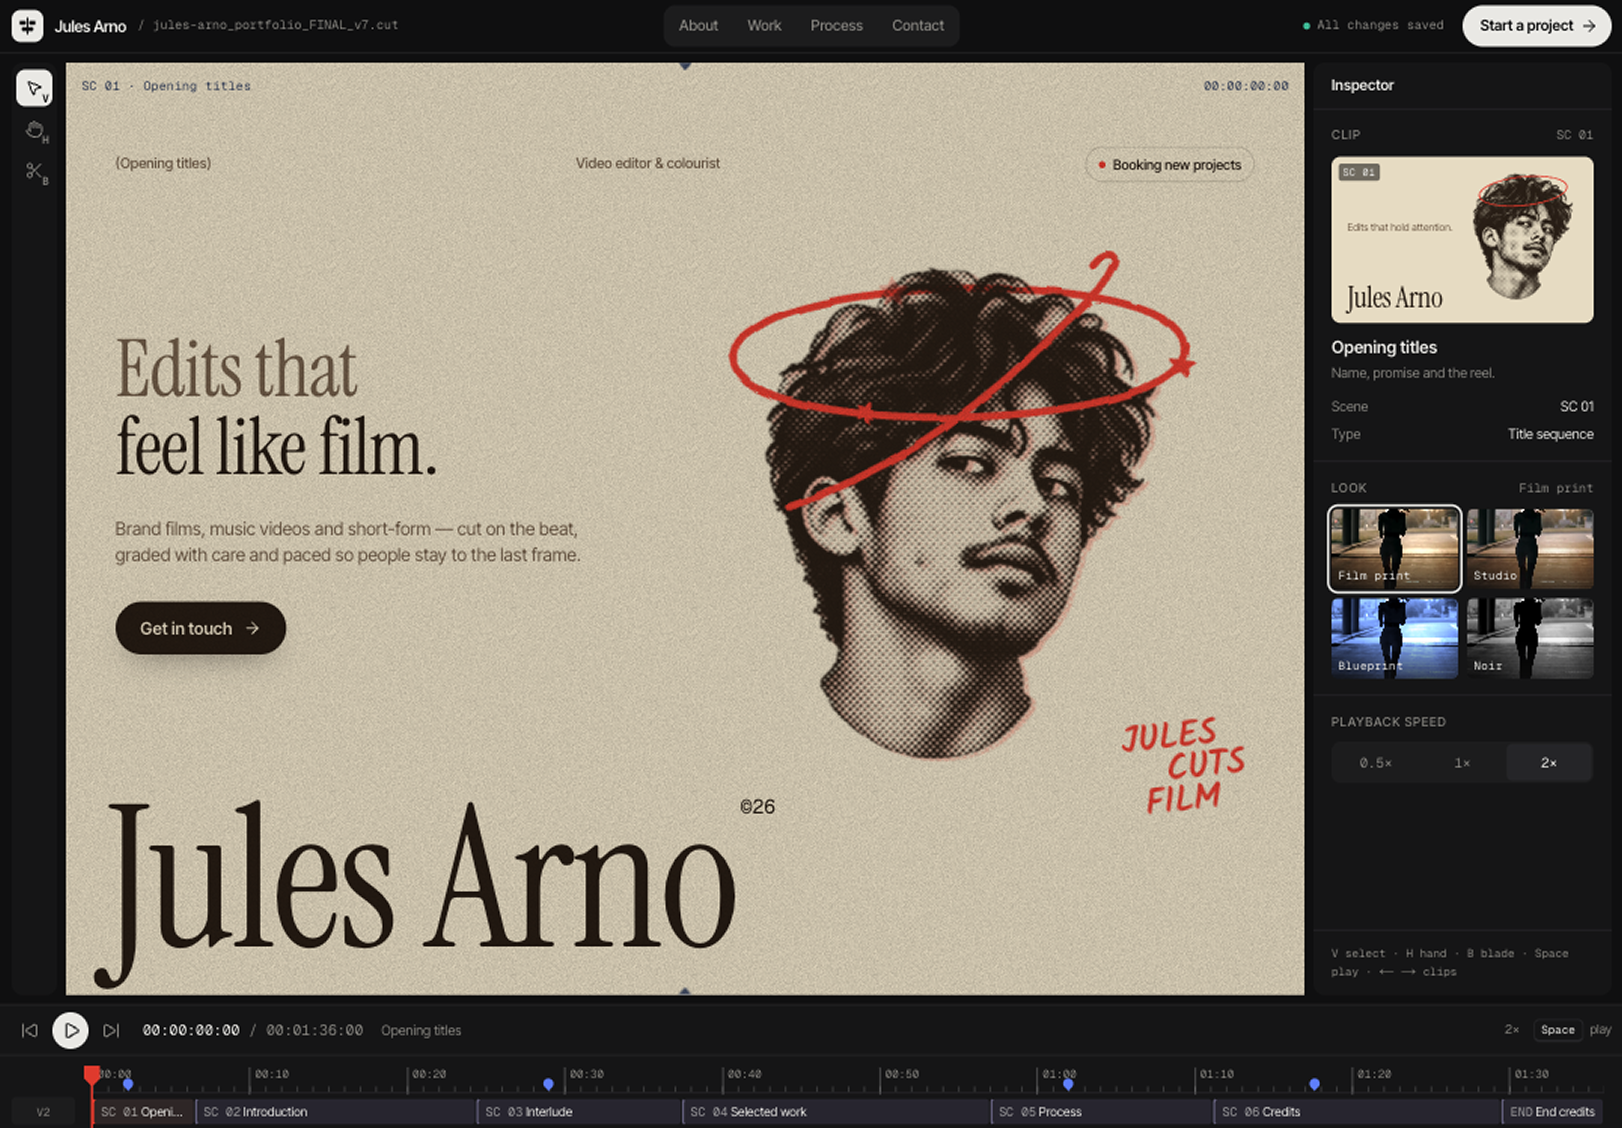 Jules Arno / jules-arno_portfolio_FINAL_v7.cut
About Work Process Contact
All changes saved
Start a project →
V
H
B
SC 01 · Opening titles
00:00:00:00
(Opening titles)
Video editor & colourist
Booking new projects
Edits that
feel like film.
Brand films, music videos and short-form — cut on the beat,
graded with care and paced so people stay to the last frame.
Get in touch →
JULES
CUTS
FILM
Jules Arno
©26
Inspector
CLIP SC 01
SC 01
Edits that hold attention.
Jules Arno
Opening titles
Name, promise and the reel.
Scene SC 01
Type Title sequence
LOOK Film print
Film print
Studio
Blueprint
Noir
PLAYBACK SPEED
0.5× 1× 2×
V select · H hand · B blade · Space
play · ← → clips
00:00:00:00 / 00:01:36:00 Opening titles
2× Space play
00:00 00:10 00:20 00:30 00:40 00:50 01:00 01:10 01:20 01:30
V2
SC 01 Openi...
SC 02 Introduction
SC 03 Interlude
SC 04 Selected work
SC 05 Process
SC 06 Credits
END End credits